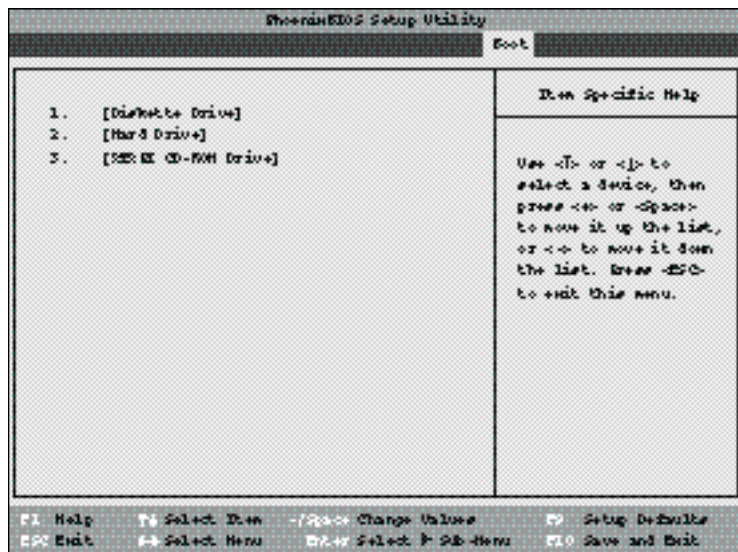 PhoenixBIOS Setup Utility
Boot
Item Specific Help
1. [Diskette Drive]
2. [Hard Drive]
3. [ CD-ROM Drive]
Use <↑> or <↓> to
select a device, then
press <+> or <Space>
to move it up the list,
or <-> to move it down
the list. Press <ESC>
to exit this menu.
F1 Help ↑↓ Select Item -/Space Change Values F9 Setup Defaults
ESC Exit ←→ Select Menu Enter Select ▶ Sub-Menu F10 Save and Exit